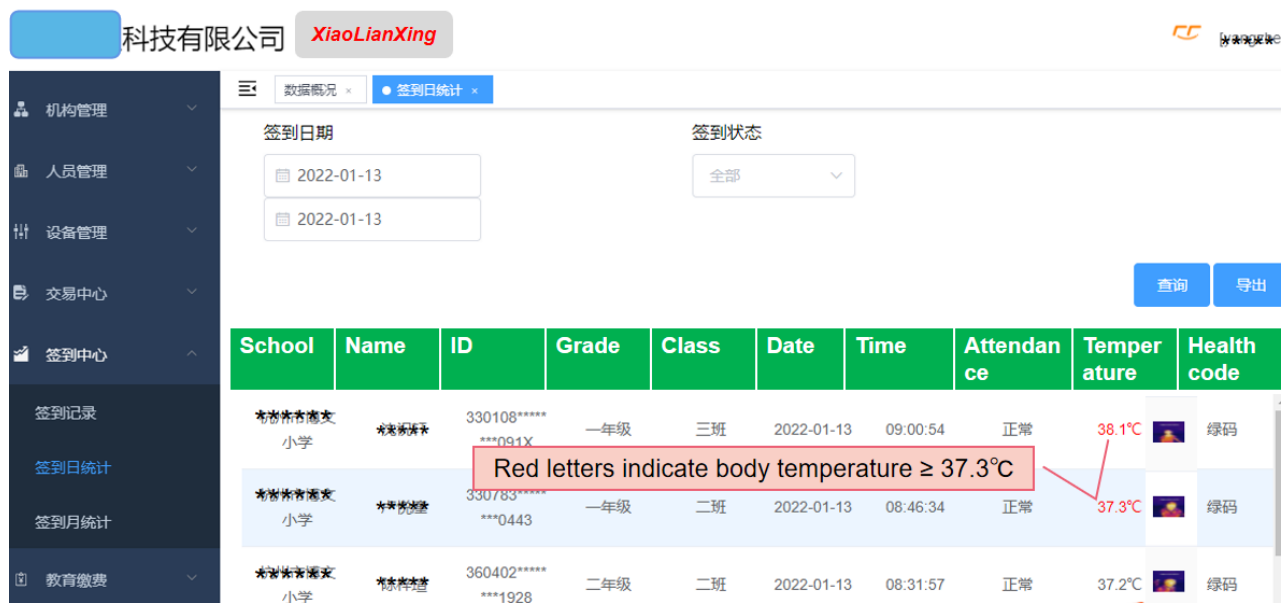 科技有限公司 XiaoLianXing
机构管理
人员管理
设备管理
交易中心
签到中心
签到记录
签到日统计
签到月统计
教育缴费
数据概况 × 签到日统计 ×
签到日期 签到状态
2022-01-13 全部
2022-01-13
查询 导出
School Name ID Grade Class Date Time Attendan Temper Health
ce ature code
330108*****
小学 ***091X 一年级 三班 2022-01-13 09:00:54 正常 38.1℃ 绿码
Red letters indicate body temperature ≥ 37.3℃
330783*****
小学 ***0443 一年级 二班 2022-01-13 08:46:34 正常 37.3℃ 绿码
360402*****
小学 ***1928 二年级 二班 2022-01-13 08:31:57 正常 37.2℃ 绿码